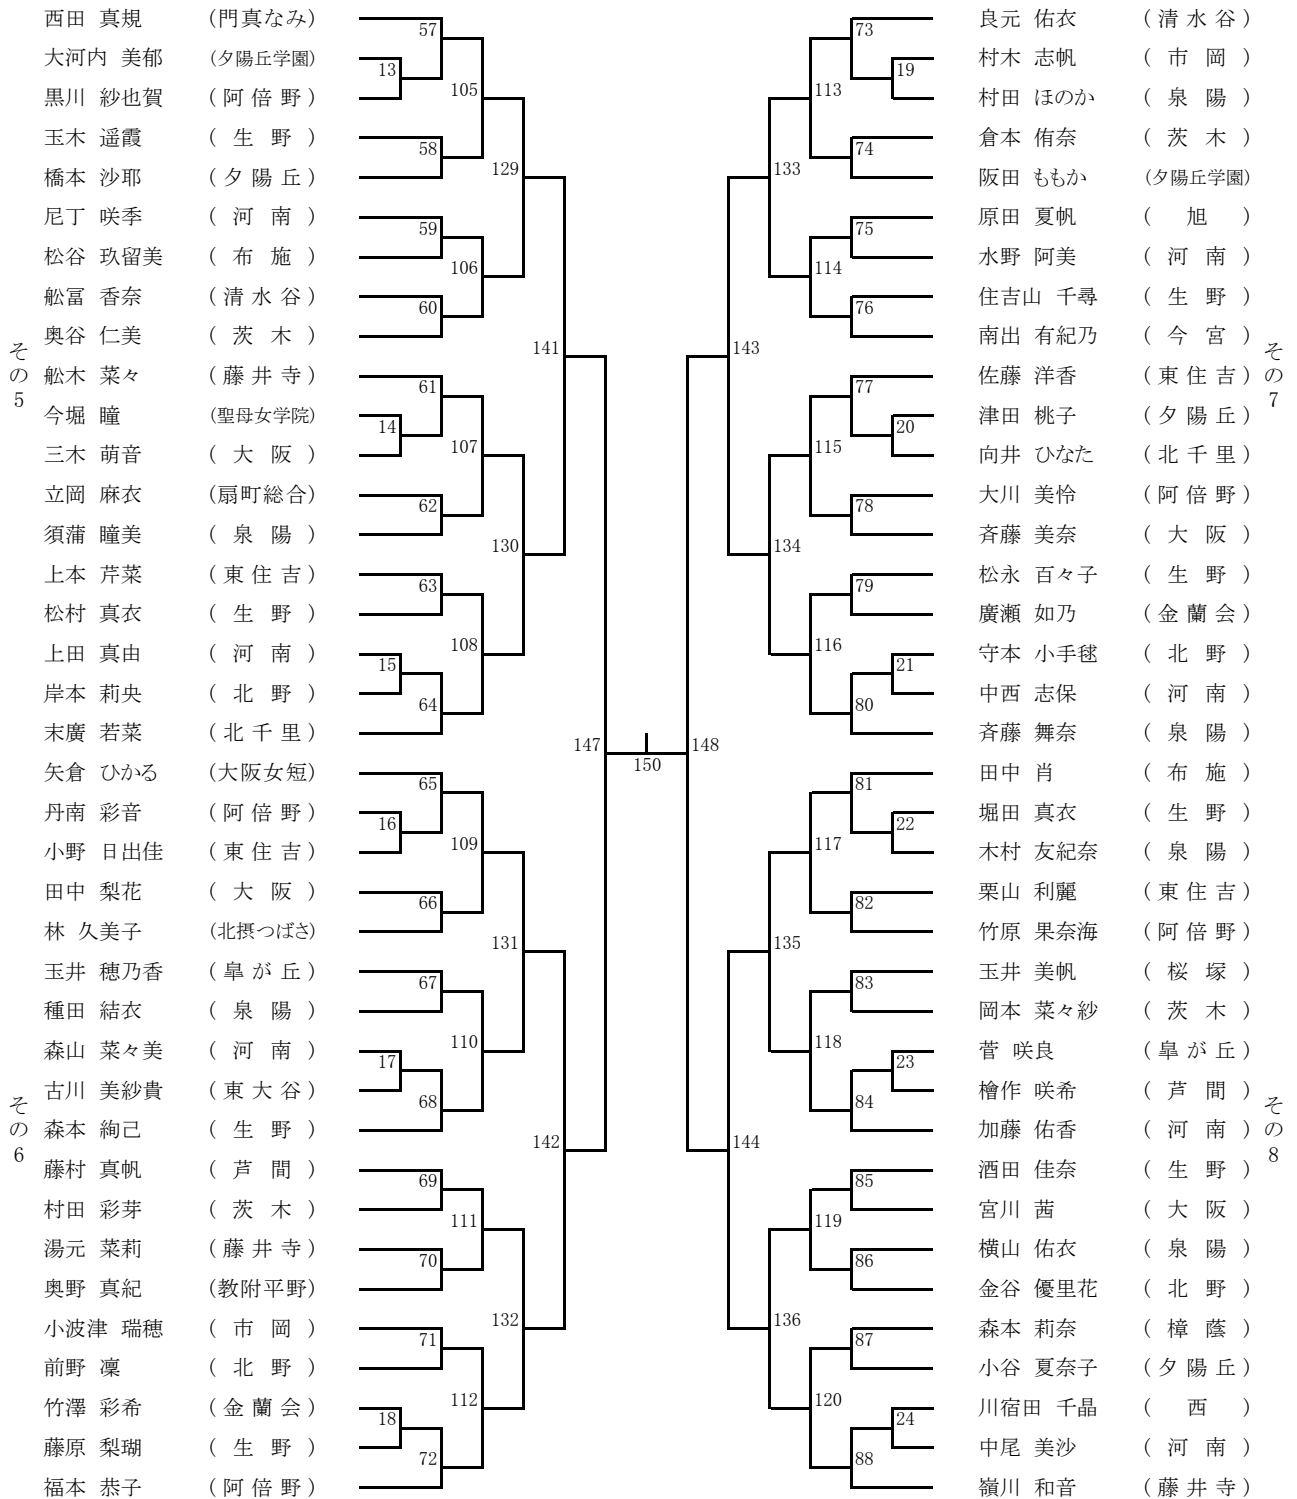 西田 真規 (門真なみ)
大河内 美郁 (夕陽丘学園)
黒川 紗也賀 (阿倍野)
玉木 遥霞 (生野)
橋本 沙耶 (夕陽丘)
尼丁 咲季 (河南)
松谷 玖留美 (布施)
舩冨 香奈 (清水谷)
奥谷 仁美 (茨木)
舩木 菜々 (藤井寺)
今堀 瞳 (聖母女学院)
三木 萌音 (大阪)
立岡 麻衣 (扇町総合)
須蒲 瞳美 (泉陽)
上本 芹菜 (東住吉)
松村 真衣 (生野)
上田 真由 (河南)
岸本 莉央 (北野)
末廣 若菜 (北千里)
その5
矢倉 ひかる (大阪女短)
丹南 彩音 (阿倍野)
小野 日出佳 (東住吉)
田中 梨花 (大阪)
林 久美子 (北摂つばさ)
玉井 穂乃香 (皐が丘)
種田 結衣 (泉陽)
森山 菜々美 (河南)
古川 美紗貴 (東大谷)
森本 絢己 (生野)
藤村 真帆 (芦間)
村田 彩芽 (茨木)
湯元 菜莉 (藤井寺)
奥野 真紀 (教附平野)
小波津 瑞穂 (市岡)
前野 凜 (北野)
竹澤 彩希 (金蘭会)
藤原 梨瑚 (生野)
福本 恭子 (阿倍野)
その6
57
13
105
58
129
59
106
60
141
61
14
107
62
130
63
108
15
64
147
65
16
109
66
131
67
110
17
68
142
69
111
70
132
71
112
18
72
150
148
73
19
113
74
133
75
114
76
143
77
20
115
78
134
79
116
21
80
81
22
117
82
135
83
118
23
84
144
85
119
86
136
87
120
24
88
良元 佑衣 (清水谷)
村木 志帆 (市岡)
村田 ほのか (泉陽)
倉本 侑奈 (茨木)
阪田 ももか (夕陽丘学園)
原田 夏帆 (旭)
水野 阿美 (河南)
住吉山 千尋 (生野)
南出 有紀乃 (今宮)
佐藤 洋香 (東住吉)
津田 桃子 (夕陽丘)
向井 ひなた (北千里)
大川 美怜 (阿倍野)
斉藤 美奈 (大阪)
松永 百々子 (生野)
廣瀬 如乃 (金蘭会)
守本 小手毬 (北野)
中西 志保 (河南)
斉藤 舞奈 (泉陽)
その7
田中 肖 (布施)
堀田 真衣 (生野)
木村 友紀奈 (泉陽)
栗山 利麗 (東住吉)
竹原 果奈海 (阿倍野)
玉井 美帆 (桜塚)
岡本 菜々紗 (茨木)
菅 咲良 (皐が丘)
檜作 咲希 (芦間)
加藤 佑香 (河南)
酒田 佳奈 (生野)
宮川 茜 (大阪)
横山 佑衣 (泉陽)
金谷 優里花 (北野)
森本 莉奈 (樟蔭)
小谷 夏奈子 (夕陽丘)
川宿田 千晶 (西)
中尾 美沙 (河南)
嶺川 和音 (藤井寺)
その8